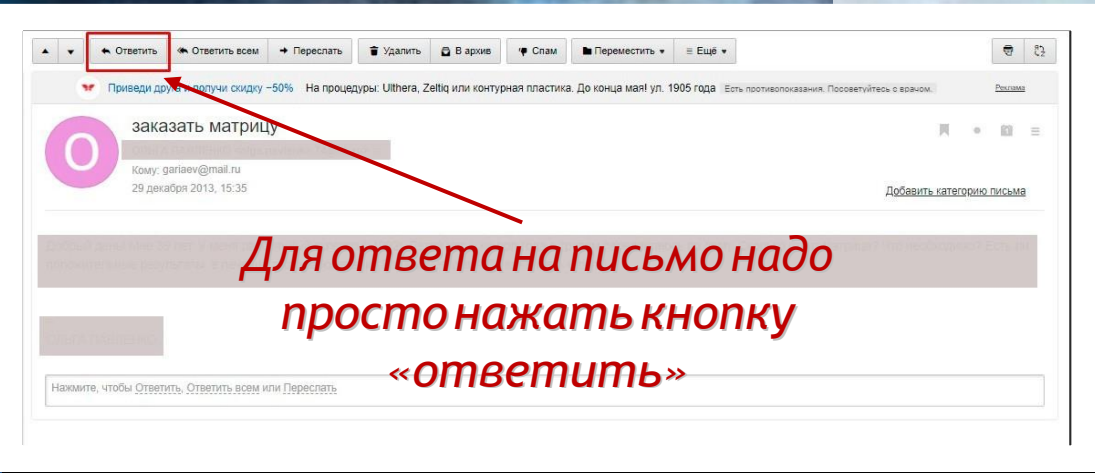 Ответить
Ответить всем
Переслать
Удалить
В архив
Спам
Переместить
Ещё
Приведи друга и получи скидку −50% На процедуры: Ulthera, Zeltiq или контурная пластика. До конца мая! ул. 1905 года Есть противопоказания. Посоветуйтесь с врачом. Реклама
О
заказать матрицу
Кому: gariaev@mail.ru
29 декабря 2013, 15:35
Добавить категорию письма
Для ответа на письмо надо
просто нажать кнопку
«ответить»
Нажмите, чтобы Ответить, Ответить всем или Переслать